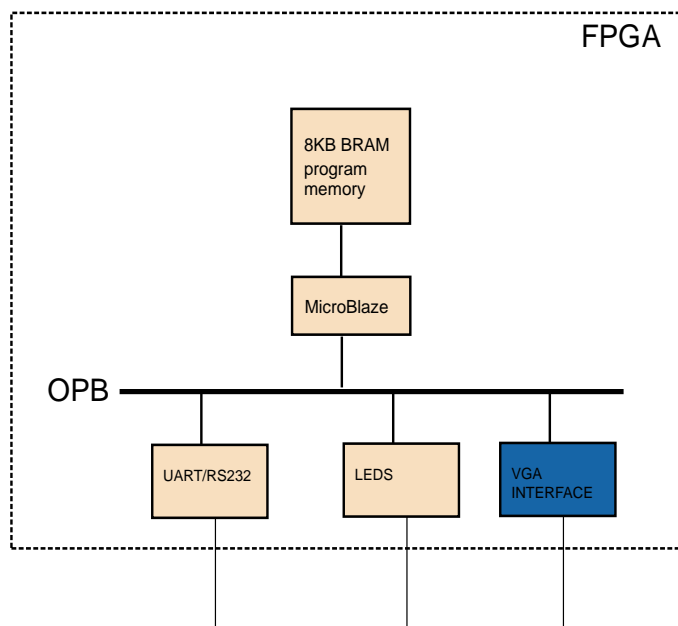 FPGA
8KB BRAM
program
memory
MicroBlaze
OPB
UART/RS232
LEDS
VGA
INTERFACE